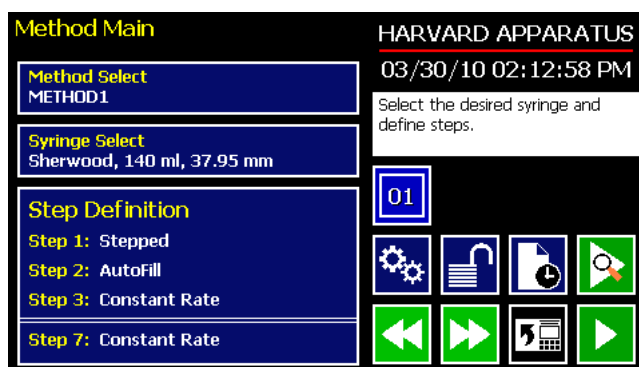 Method Main
Method Select
METHOD1
Syringe Select
Sherwood, 140 ml, 37.95 mm
Step Definition
Step 1: Stepped
Step 2: AutoFill
Step 3: Constant Rate
Step 7: Constant Rate
HARVARD APPARATUS
03/30/10 02:12:58 PM
Select the desired syringe and
define steps.
01